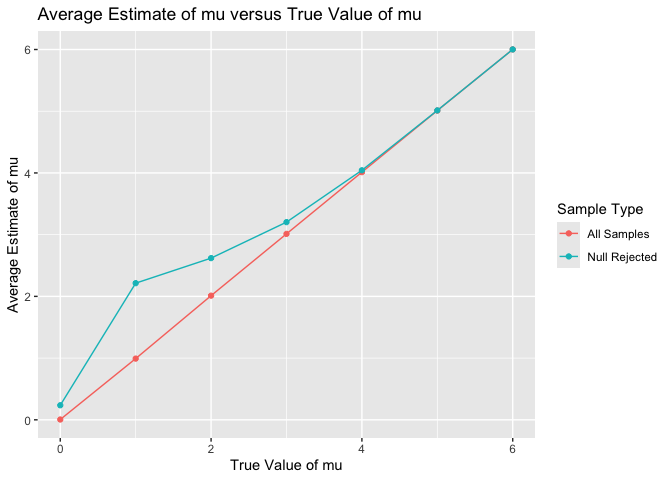 Average Estimate of mu versus True Value of mu
Average Estimate of mu
6
4
2
0
0
2
4
6
True Value of mu
Sample Type
All Samples
Null Rejected